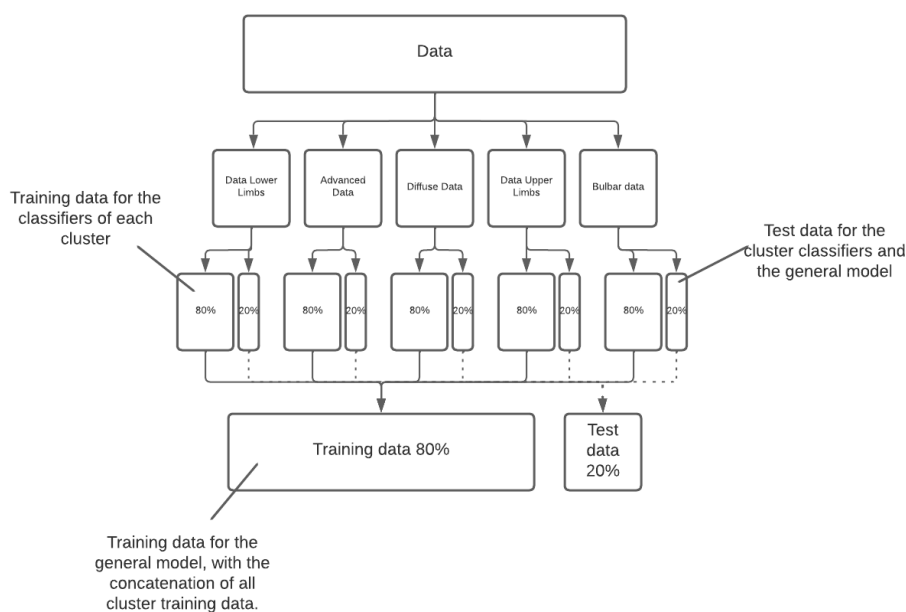 Data
Data Lower
Limbs
Advanced
Data
Diffuse Data
Data Upper
Limbs
Bulbar data
Training data for the
classifiers of each
cluster
Test data for the
cluster classifiers and
the general model
80%
20%
80%
20%
80%
20%
80%
20%
80%
20%
Training data 80%
Test
data
20%
Training data for the
general model, with the
concatenation of all
cluster training data.